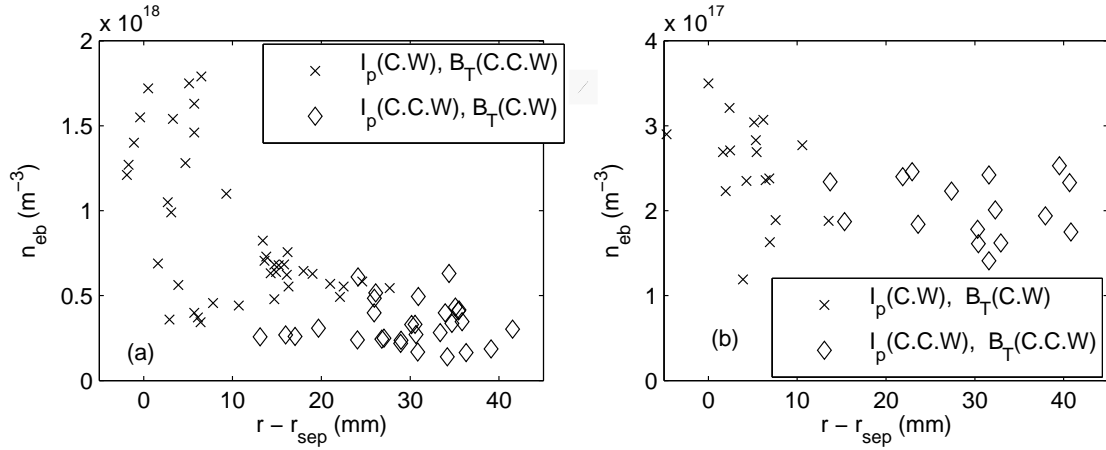 x 10^18
2
1.5
1
0.5
0
n_eb (m^−3)
0
10
20
30
40
r − r_sep (mm)
I_p(C.W), B_T(C.C.W)
I_p(C.C.W), B_T(C.W)
(a)
x 10^17
4
3
2
1
0
n_eb (m^−3)
0
10
20
30
40
r − r_sep (mm)
(b)
I_p(C.W), B_T(C.W)
I_p(C.C.W), B_T(C.C.W)